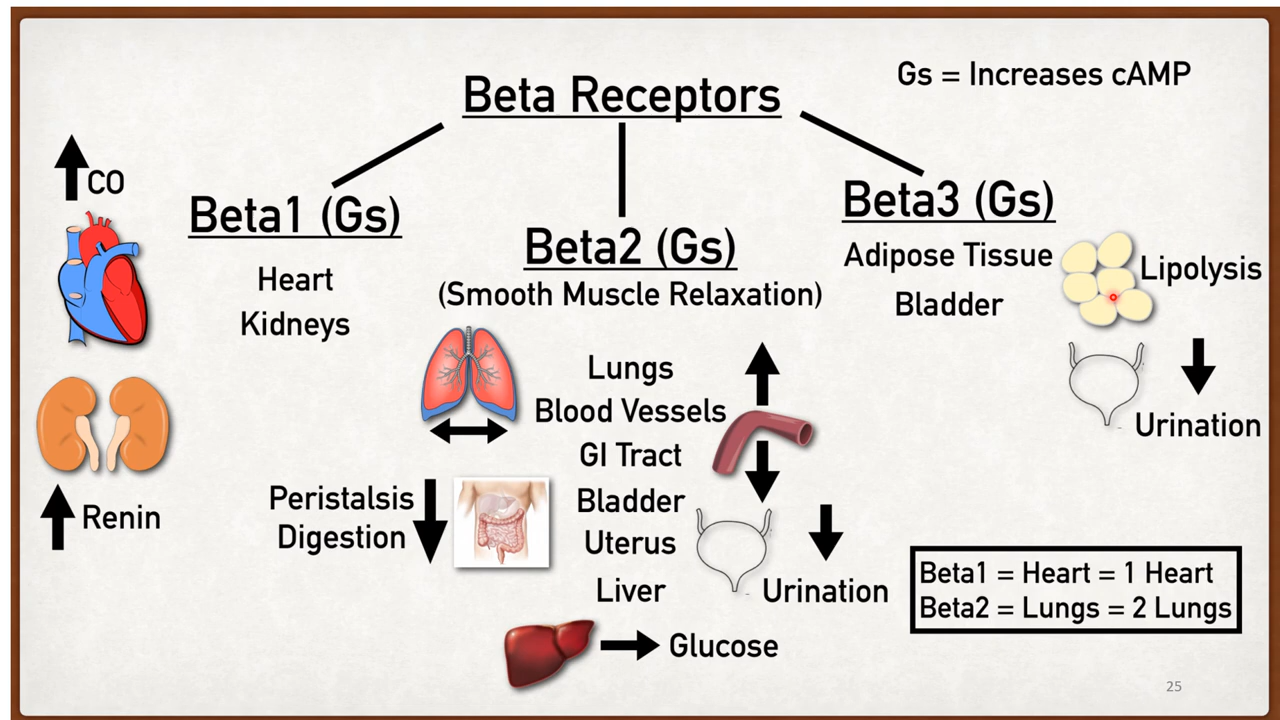 Gs = Increases cAMP
Beta Receptors
CO
Beta1 (Gs)
Heart
Kidneys
Renin
Beta2 (Gs)
(Smooth Muscle Relaxation)
Lungs
Blood Vessels
GI Tract
Bladder
Uterus
Liver
Peristalsis
Digestion
Urination
Glucose
Beta3 (Gs)
Adipose Tissue
Bladder
Lipolysis
Urination
Beta1 = Heart = 1 Heart
Beta2 = Lungs = 2 Lungs
25